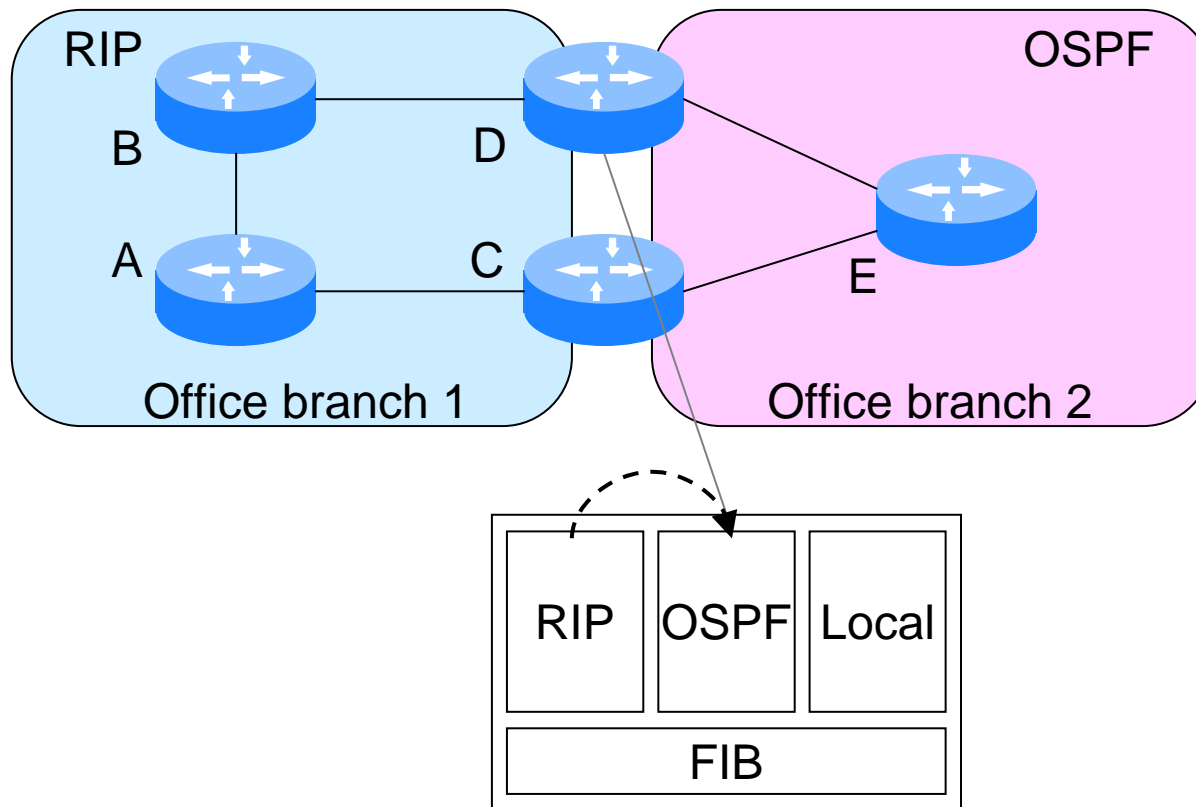 RIP
OSPF
B
D
A
C
E
Office branch 1
Office branch 2
RIP
OSPF
Local
FIB